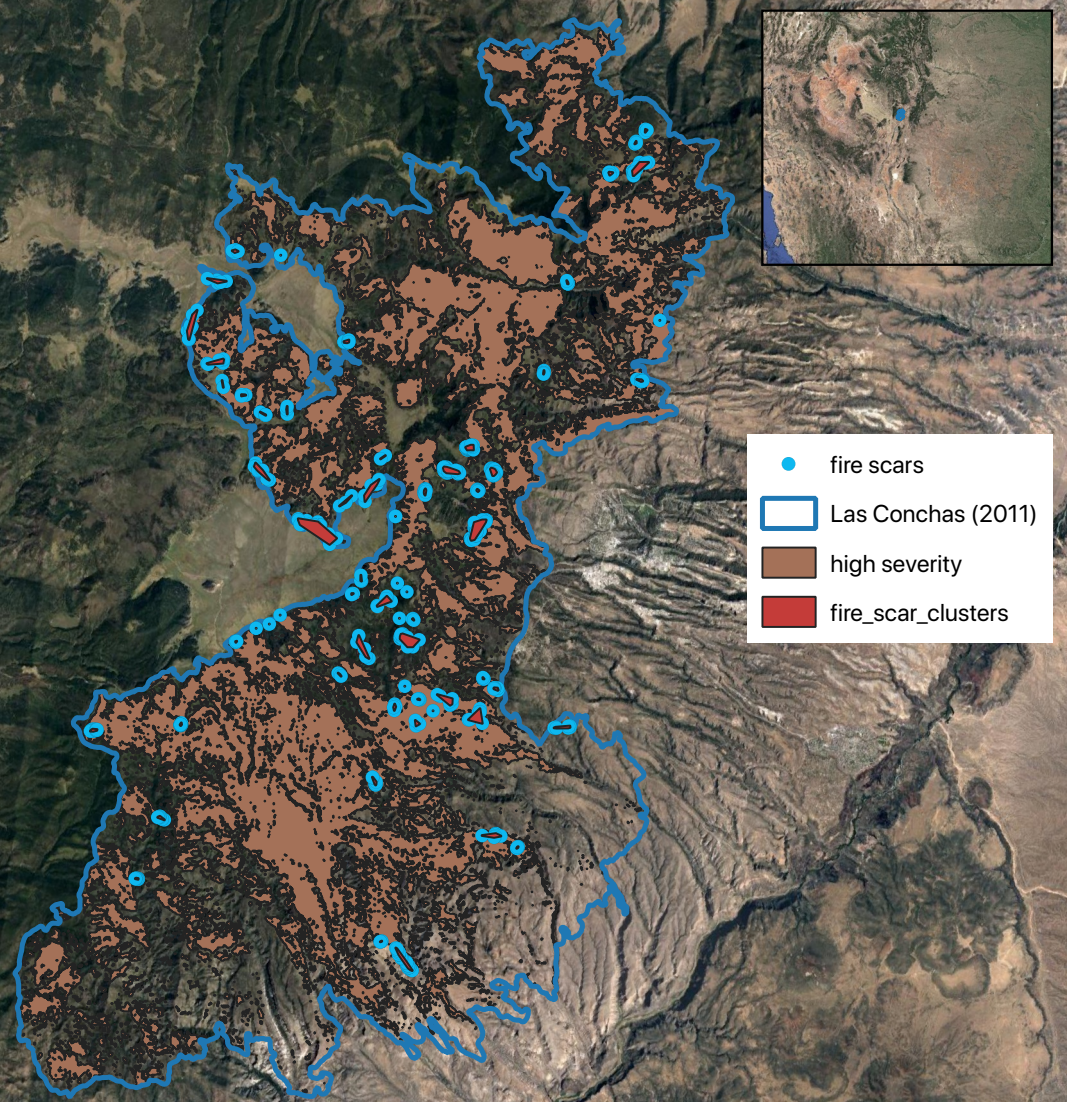 fire scars
Las Conchas (2011)
high severity
fire_scar_clusters